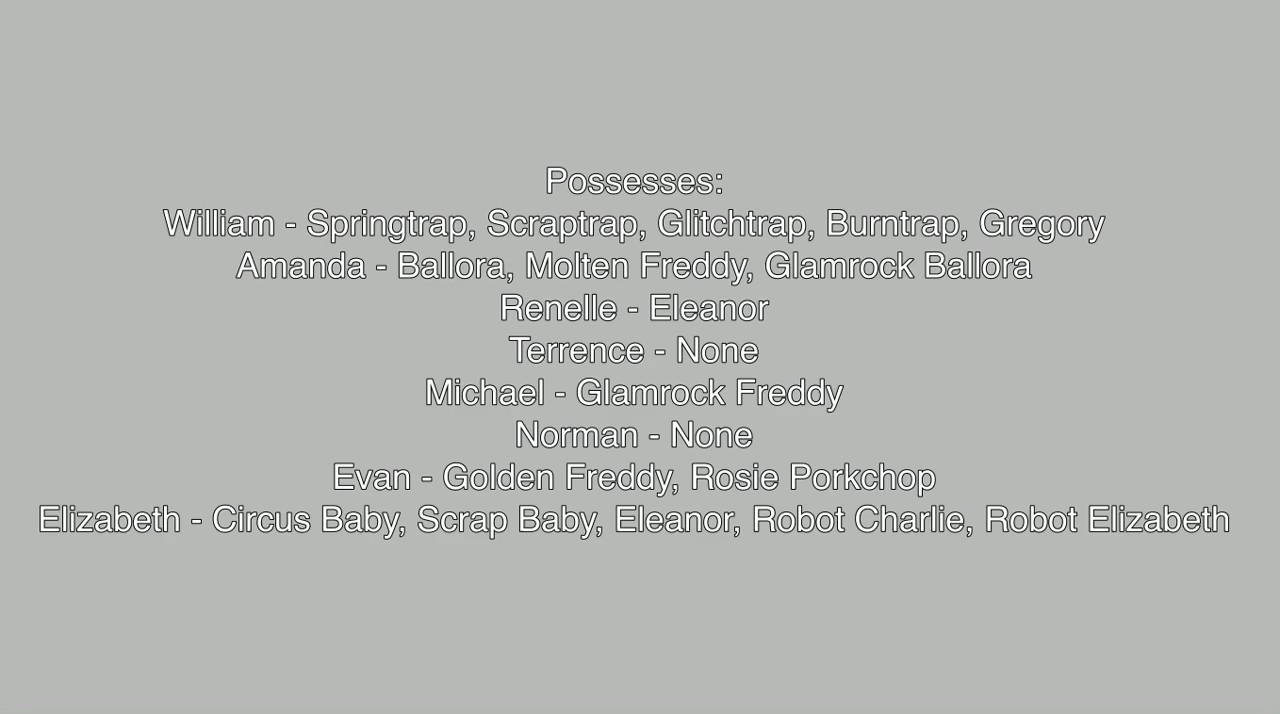 Possesses:
William - Springtrap, Scraptrap, Glitchtrap, Burntrap, Gregory
Amanda - Ballora, Molten Freddy, Glamrock Ballora
Renelle - Eleanor
Terrence - None
Michael - Glamrock Freddy
Norman - None
Evan - Golden Freddy, Rosie Porkchop
Elizabeth - Circus Baby, Scrap Baby, Eleanor, Robot Charlie, Robot Elizabeth